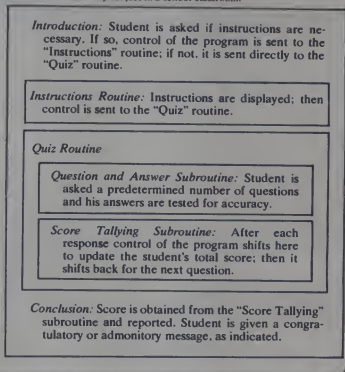 Introduction: Student is asked if instructions are ne-
cessary. If so, control of the program is sent to the
"Instructions" routine; if not, it is sent directly to the
"Quiz" routine.
Instructions Routine: Instructions are displayed; then
control is sent to the "Quiz" routine.
Quiz Routine
Question and Answer Subroutine: Student is
asked a predetermined number of questions
and his answers are tested for accuracy.
Score Tallying Subroutine: After each
response control of the program shifts here
to update the student's total score; then it
shifts back for the next question.
Conclusion: Score is obtained from the "Score Tallying"
subroutine and reported. Student is given a congra-
tulatory or admonitory message, as indicated.